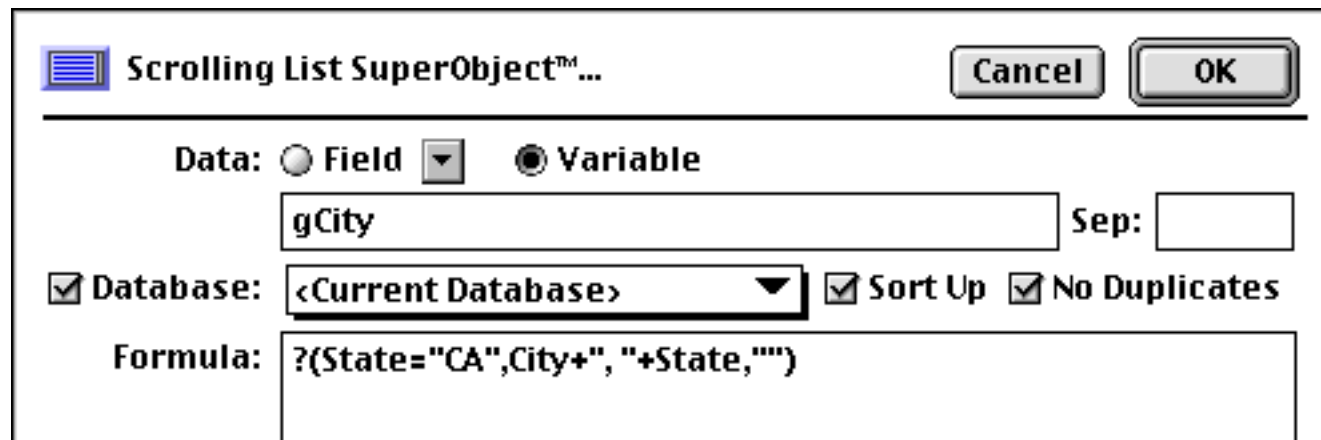 Scrolling List SuperObject™... Cancel OK
Data: Field Variable
gCity Sep:
Database: <Current Database> Sort Up No Duplicates
Formula: ?(State="CA",City+", "+State,"")